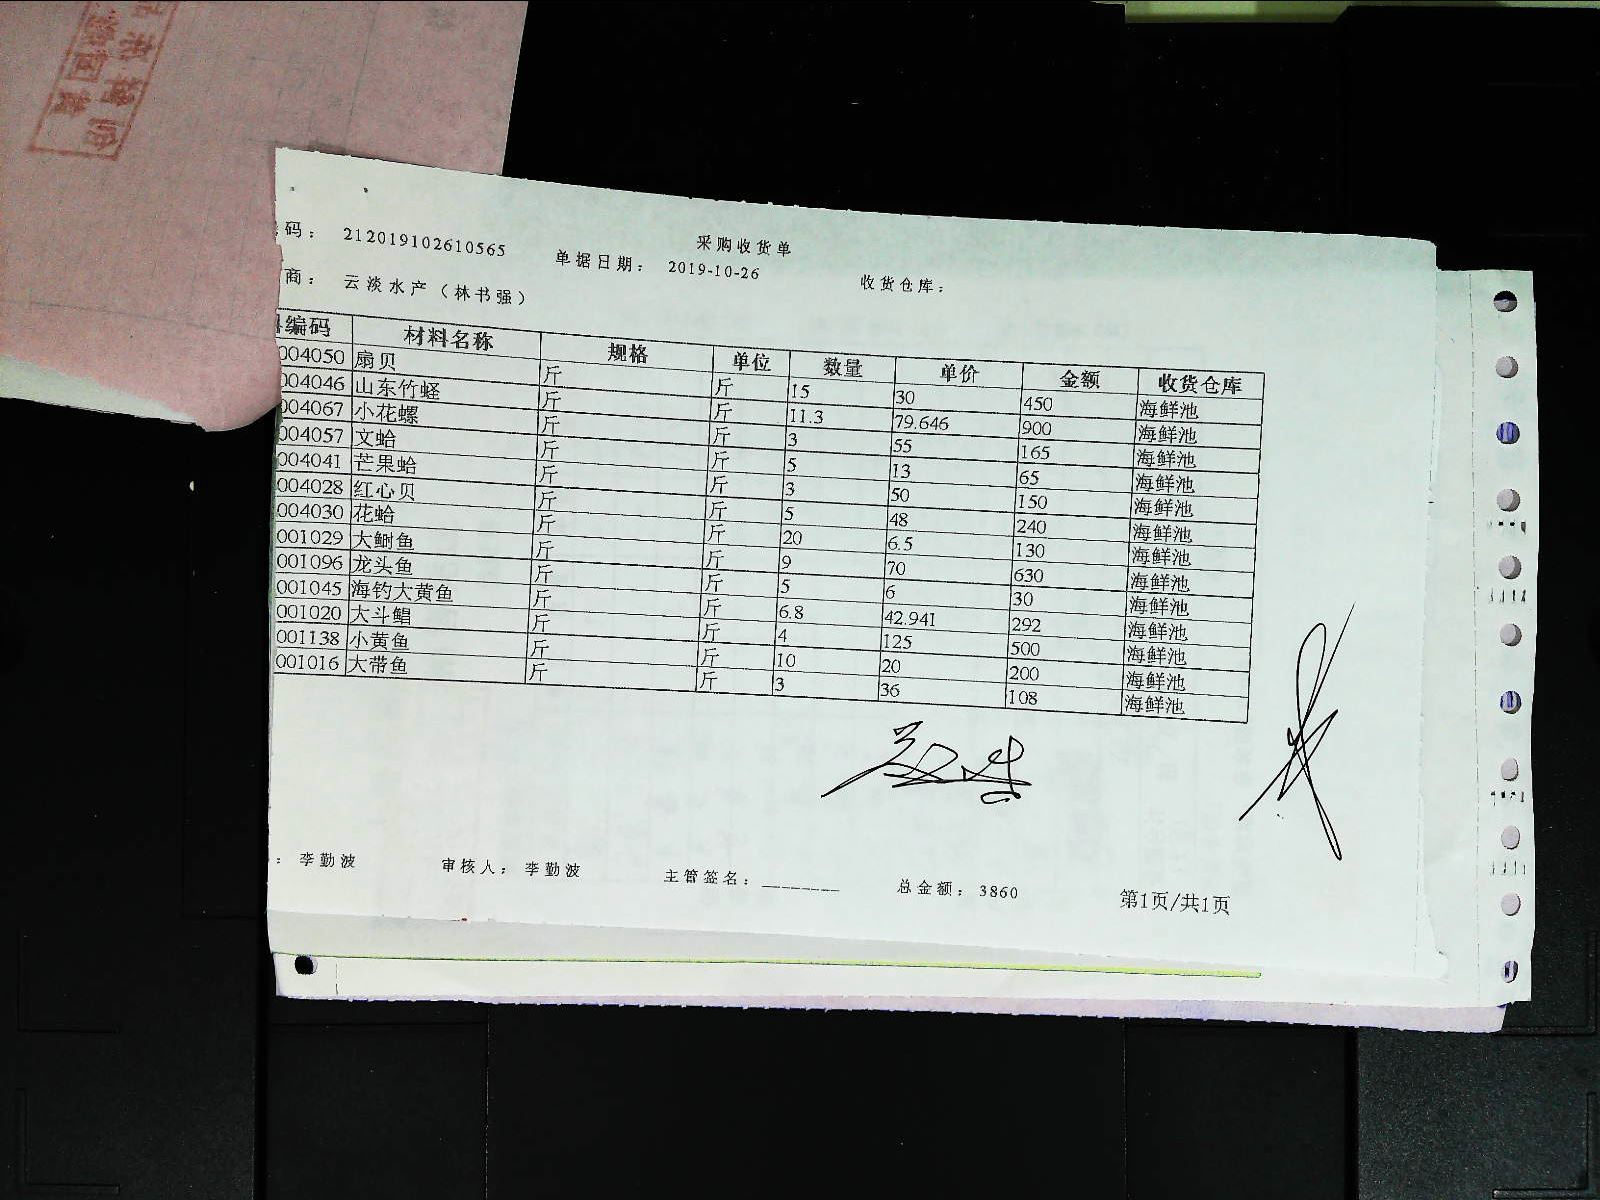 码： 212019102610565 采购收货单
单据日期： 2019-10-26 收货仓库：
商： 云淡水产（林书强）
编码 材料名称 规格 单位 数量 单价 金额 收货仓库
004050 扇贝 斤 斤 15 30 450 海鲜池
004046 山东竹蛏 斤 斤 11.3 79.646 900 海鲜池
004067 小花螺 斤 斤 3 55 165 海鲜池
004057 文蛤 斤 斤 5 13 65 海鲜池
004041 芒果蛤 斤 斤 3 50 150 海鲜池
004028 红心贝 斤 斤 5 48 240 海鲜池
004030 花蛤 斤 斤 20 6.5 130 海鲜池
001029 大鲥鱼 斤 斤 9 70 630 海鲜池
001096 龙头鱼 斤 斤 5 6 30 海鲜池
001045 海钓大黄鱼 斤 斤 6.8 42.941 292 海鲜池
001020 大斗鲳 斤 斤 4 125 500 海鲜池
001138 小黄鱼 斤 斤 10 20 200 海鲜池
001016 大带鱼 斤 斤 3 36 108 海鲜池
： 李勤波 审核人： 李勤波 主管签名：________ 总金额： 3860 第1页/共1页